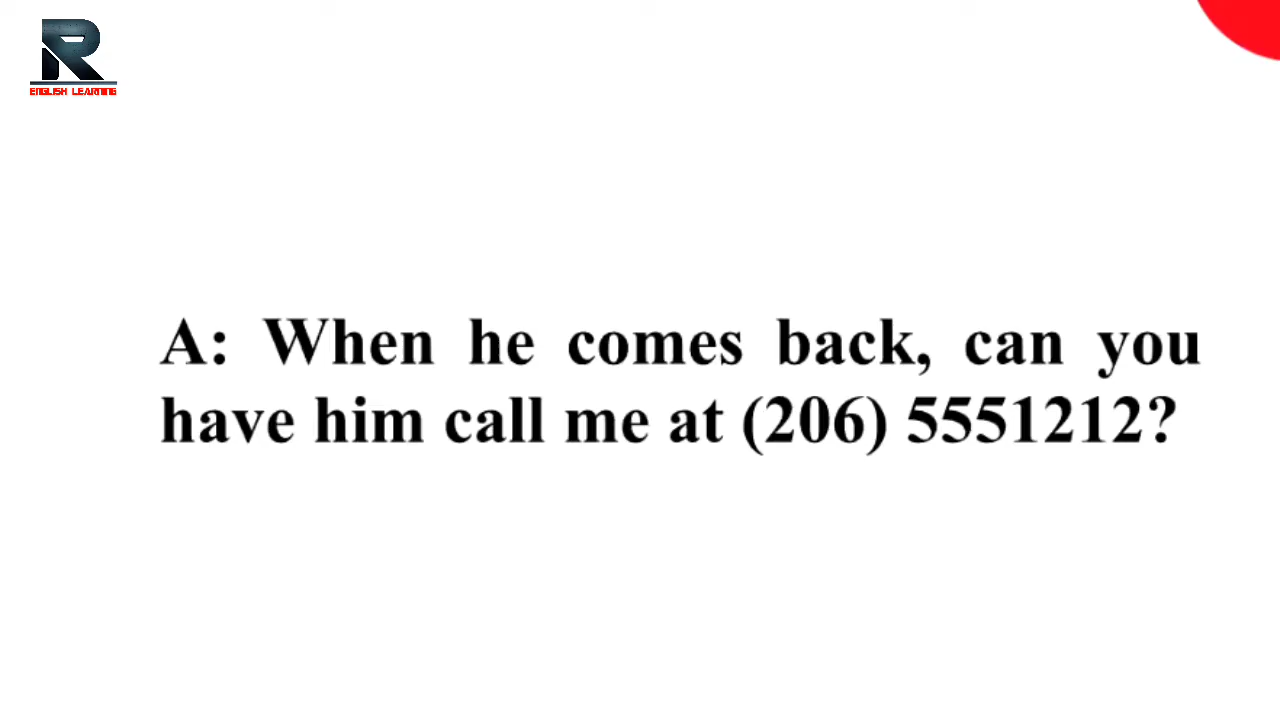 R
ENGLISH LEARNING
A: When he comes back, can you
have him call me at (206) 5551212?